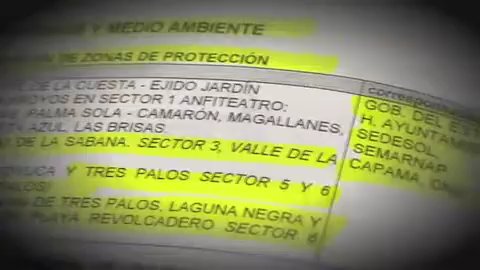 Y MEDIO AMBIENTE
DE ZONAS DE PROTECCIÓN
DE LA CUESTA - EJIDO JARDÍN
EN SECTOR 1 ANFITEATRO;
PALMA SOLA - CAMARÓN, MAGALLANES,
AZUL, LAS BRISAS.
DE LA SABANA. SECTOR 3, VALLE DE LA
Y TRES PALOS SECTOR 5 Y 6
DE TRES PALOS, LAGUNA NEGRA Y
PLAYA REVOLCADERO SECTOR 6
GOB. DEL
H. AYUNTAM
SEDESOL,
SEMARNAP
CAPAMA,